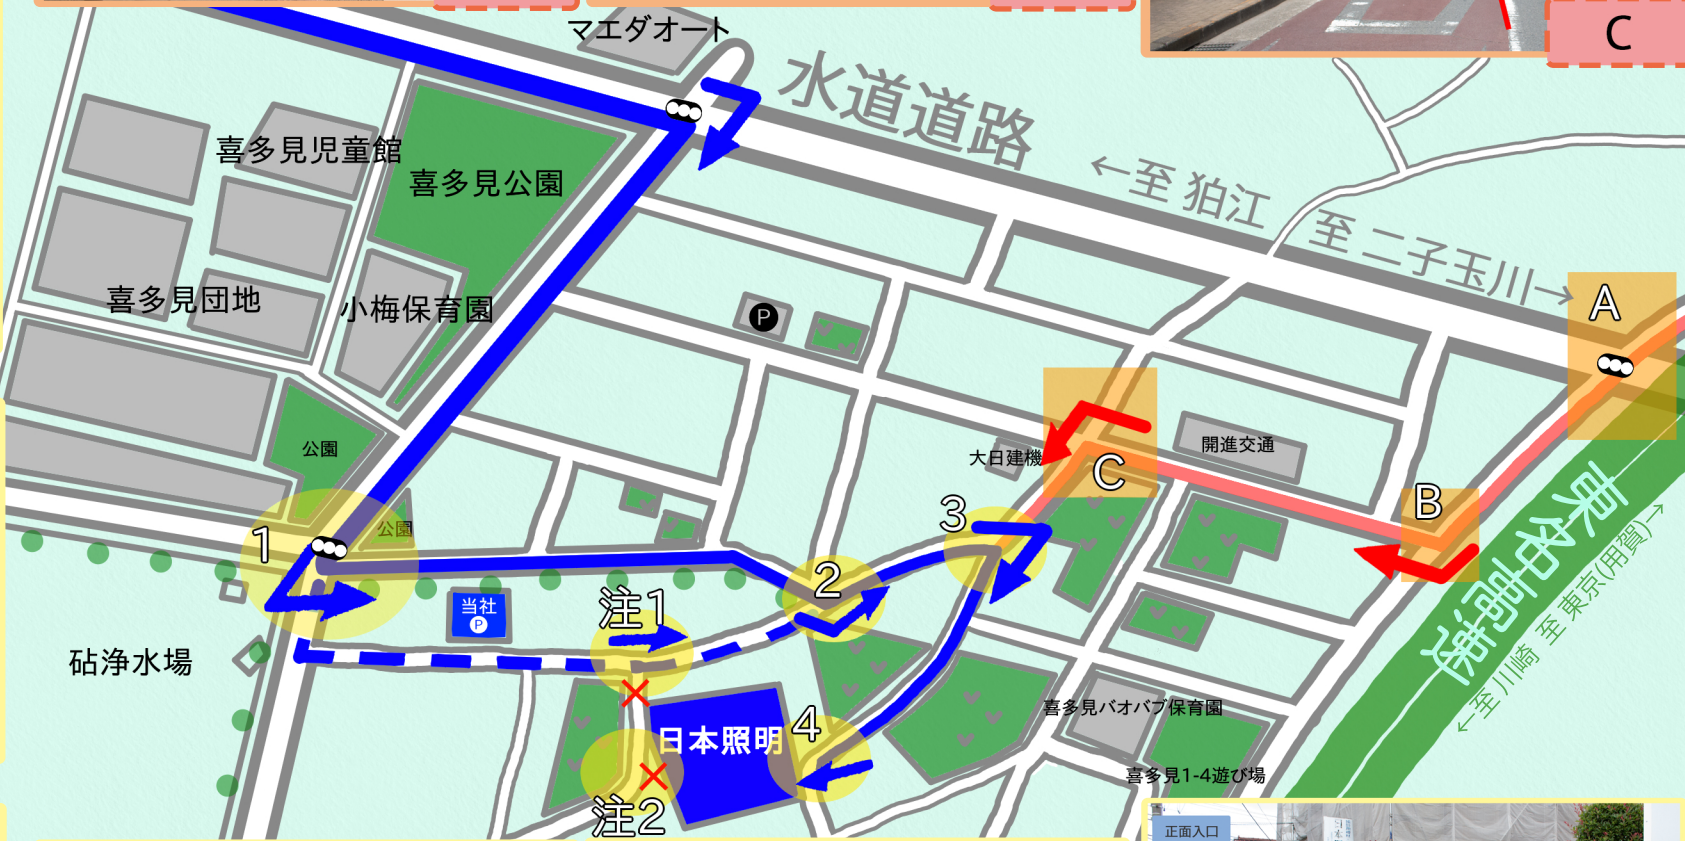 C
マエダオート
水道道路
←至 狛江　至 二子玉川→
喜多見児童館
喜多見公園
A
喜多見団地
小梅保育園
P
開進交通
大日建機
C
公園
B
3
公園
1
東名高速
←至川崎 至 東京(用賀)→
2
当社
P
注1
砧浄水場
日本照明
4
喜多見バオバブ保育園
喜多見1-4遊び場
注2
正面入口